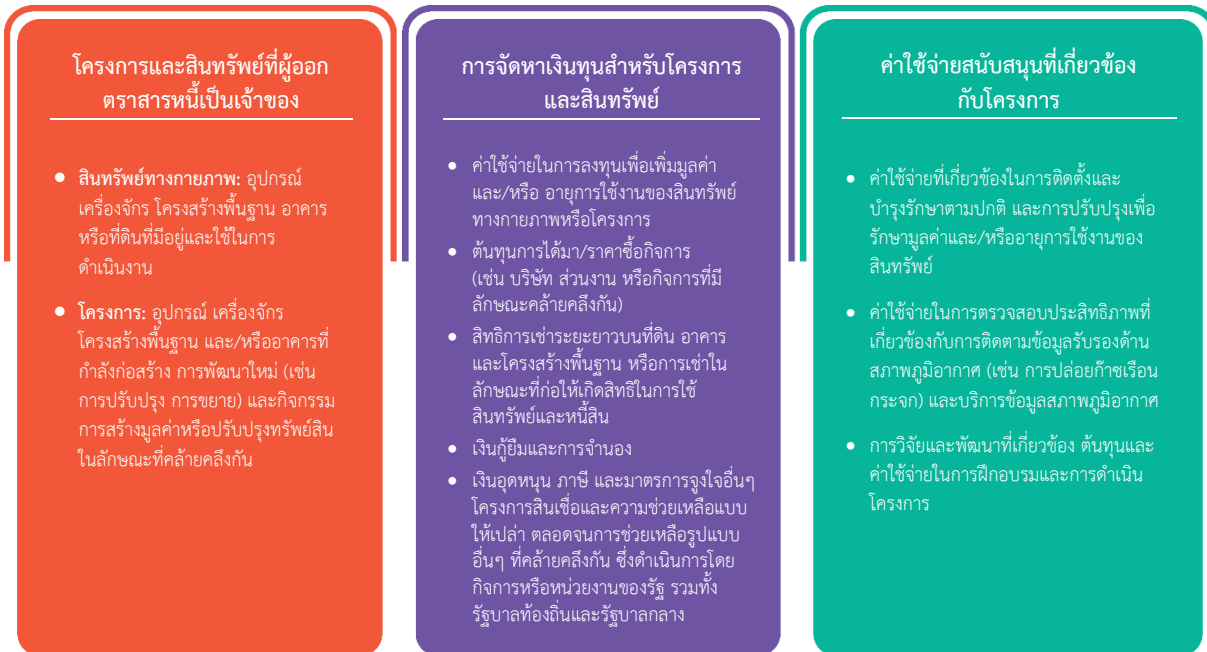 โครงการและสินทรัพย์ที่ผู้ออก
ตราสารหนี้เป็นเจ้าของ
• สินทรัพย์ทางกายภาพ: อุปกรณ์
เครื่องจักร โครงสร้างพื้นฐาน อาคาร
หรือที่ดินที่มีอยู่และใช้ในการ
ดำเนินงาน
• โครงการ: อุปกรณ์ เครื่องจักร
โครงสร้างพื้นฐาน และ/หรืออาคารที่
กำลังก่อสร้าง การพัฒนาใหม่ (เช่น
การปรับปรุง การขยาย) และกิจกรรม
การสร้างมูลค่าหรือปรับปรุงทรัพย์สิน
ในลักษณะที่คล้ายคลึงกัน
การจัดหาเงินทุนสำหรับโครงการ
และสินทรัพย์
• ค่าใช้จ่ายในการลงทุนเพื่อเพิ่มมูลค่า
และ/หรือ อายุการใช้งานของสินทรัพย์
ทางกายภาพหรือโครงการ
• ต้นทุนการได้มา/ราคาซื้อกิจการ
(เช่น บริษัท ส่วนงาน หรือกิจการที่มี
ลักษณะคล้ายคลึงกัน)
• สิทธิการเช่าระยะยาวบนที่ดิน อาคาร
และโครงสร้างพื้นฐาน หรือการเช่าใน
ลักษณะที่ก่อให้เกิดสิทธิในการใช้
สินทรัพย์และหนี้สิน
• เงินกู้ยืมและการจำนอง
• เงินอุดหนุน ภาษี และมาตรการจูงใจอื่นๆ
โครงการสินเชื่อและความช่วยเหลือแบบ
ให้เปล่า ตลอดจนการช่วยเหลือรูปแบบ
อื่นๆ ที่คล้ายคลึงกัน ซึ่งดำเนินการโดย
กิจการหรือหน่วยงานของรัฐ รวมทั้ง
รัฐบาลท้องถิ่นและรัฐบาลกลาง
ค่าใช้จ่ายสนับสนุนที่เกี่ยวข้อง
กับโครงการ
• ค่าใช้จ่ายที่เกี่ยวข้องในการติดตั้งและ
บำรุงรักษาตามปกติ และการปรับปรุงเพื่อ
รักษามูลค่าและ/หรืออายุการใช้งานของ
สินทรัพย์
• ค่าใช้จ่ายในการตรวจสอบประสิทธิภาพที่
เกี่ยวข้องกับการติดตามข้อมูลรับรองด้าน
สภาพภูมิอากาศ (เช่น การปล่อยก๊าซเรือน
กระจก) และบริการข้อมูลสภาพภูมิอากาศ
• การวิจัยและพัฒนาที่เกี่ยวข้อง ต้นทุนและ
ค่าใช้จ่ายในการฝึกอบรมและการดำเนิน
โครงการ